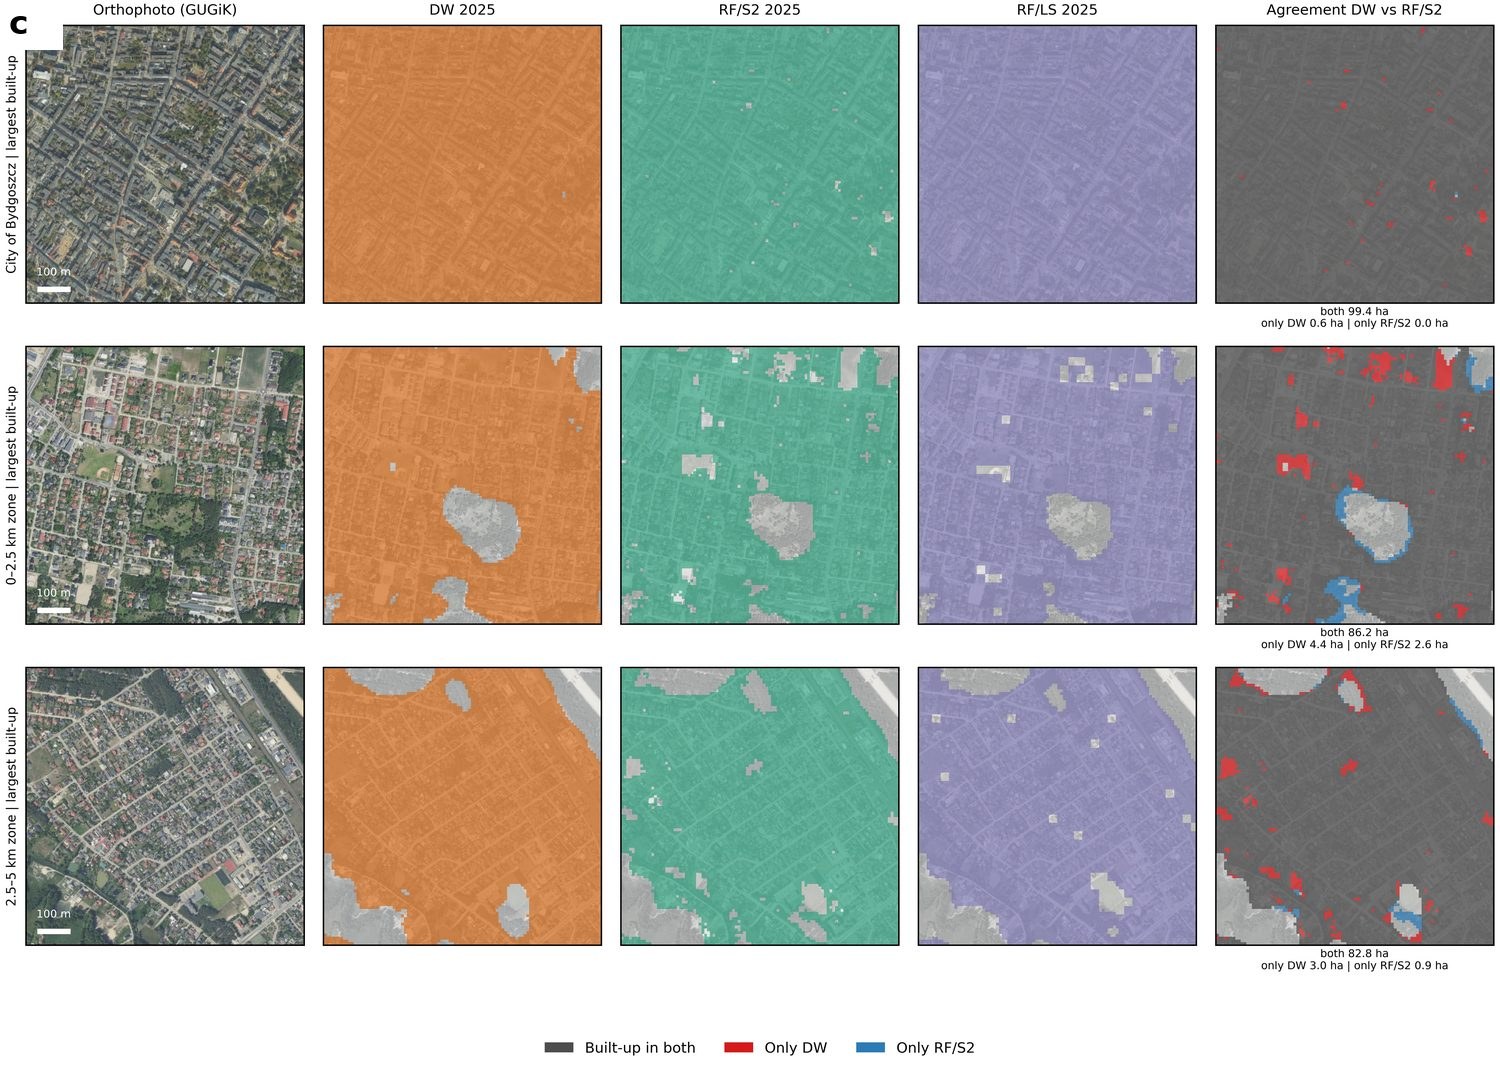 c
Orthophoto (GUGiK)
DW 2025
RF/S2 2025
RF/LS 2025
Agreement DW vs RF/S2
City of Bydgoszcz | largest built-up
100 m
both 99.4 ha
only DW 0.6 ha | only RF/S2 0.0 ha
0–2.5 km zone | largest built-up
100 m
both 86.2 ha
only DW 4.4 ha | only RF/S2 2.6 ha
2.5–5 km zone | largest built-up
100 m
both 82.8 ha
only DW 3.0 ha | only RF/S2 0.9 ha
Built-up in both
Only DW
Only RF/S2